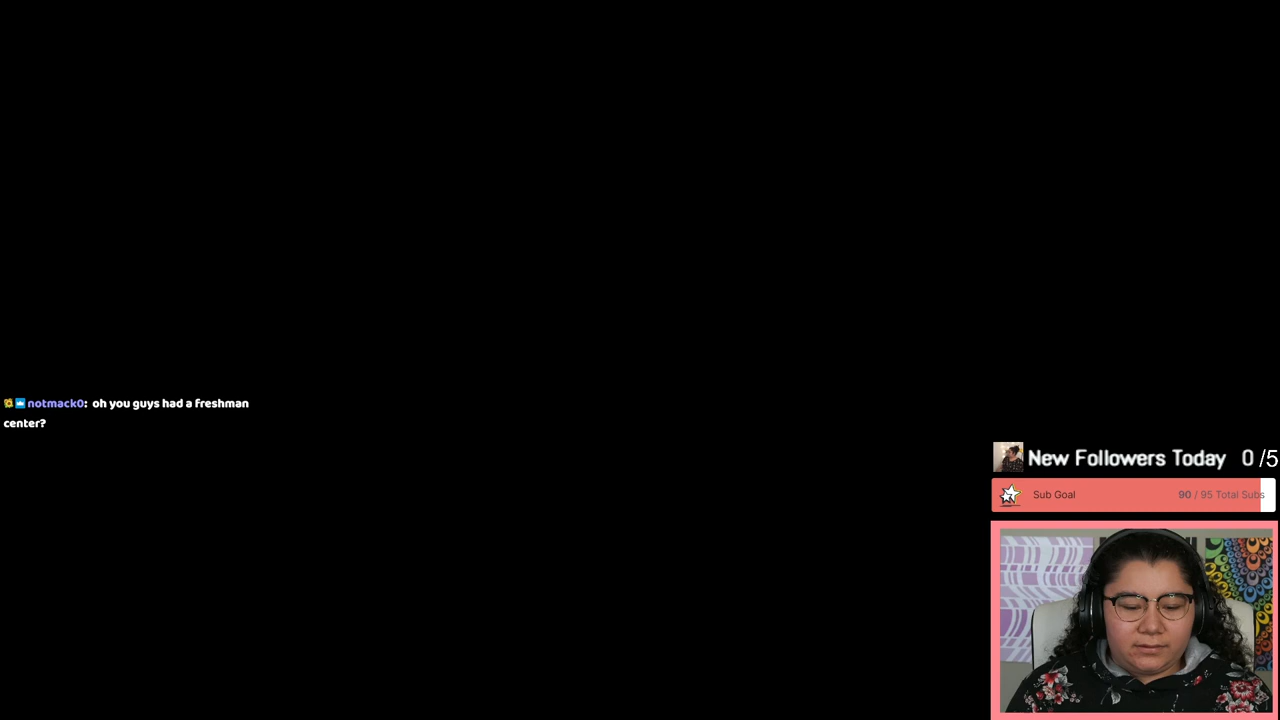 notmack0: oh you guys had a freshman
center?
New Followers Today 0 /5
Sub Goal 90 / 95 Total Subs